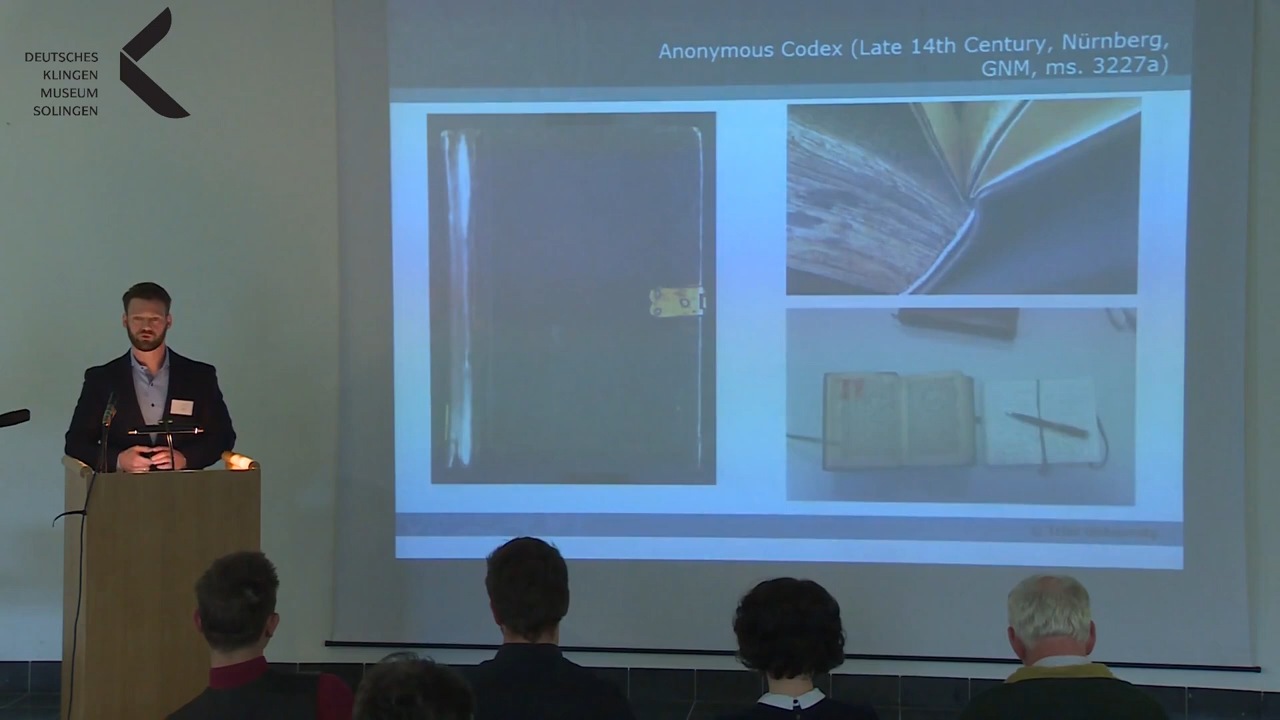 DEUTSCHES
KLINGEN
MUSEUM
SOLINGEN
Anonymous Codex (Late 14th Century, Nürnberg,
GNM, ms. 3227a)